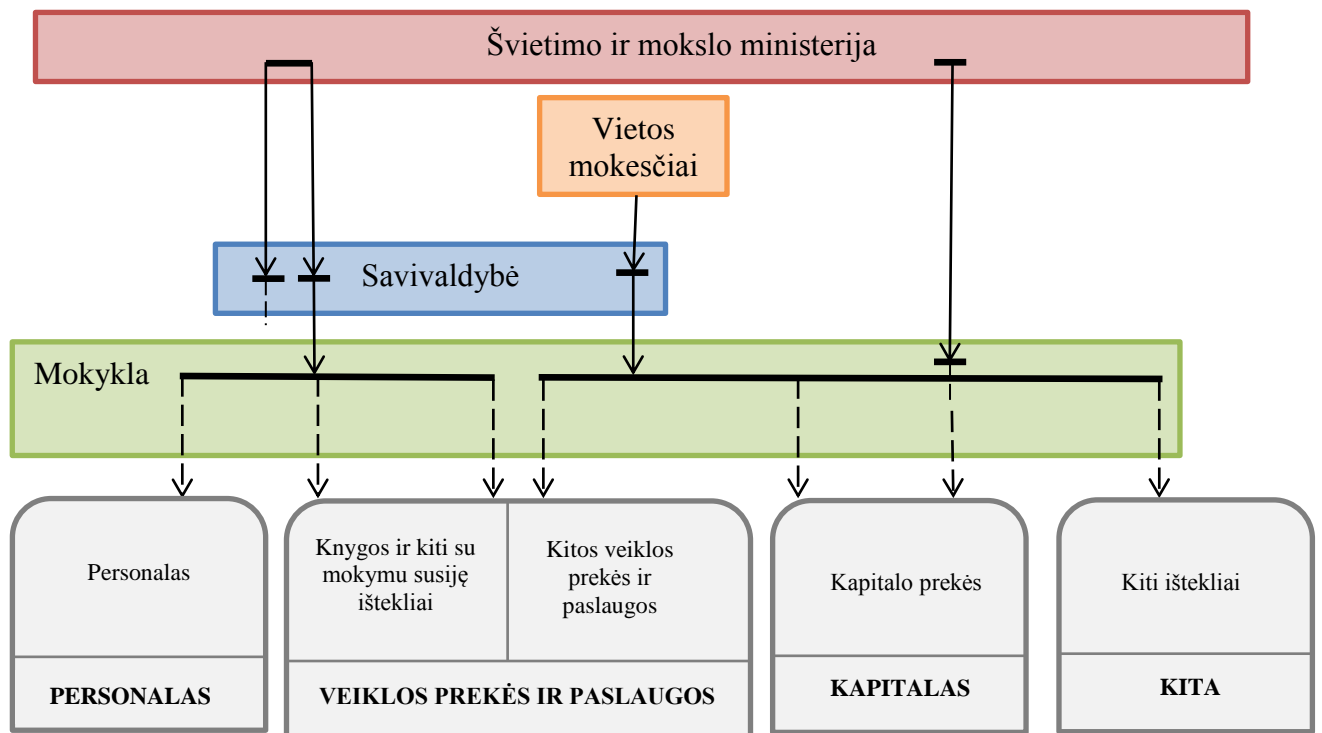 Švietimo ir mokslo ministerija
Vietos
mokesčiai
Savivaldybė
Mokykla
Personalas
Knygos ir kiti su
mokymu susiję
ištekliai
Kitos veiklos
prekės ir
paslaugos
Kapitalo prekės
Kiti ištekliai
PERSONALAS
VEIKLOS PREKĖS IR PASLAUGOS
KAPITALAS
KITA